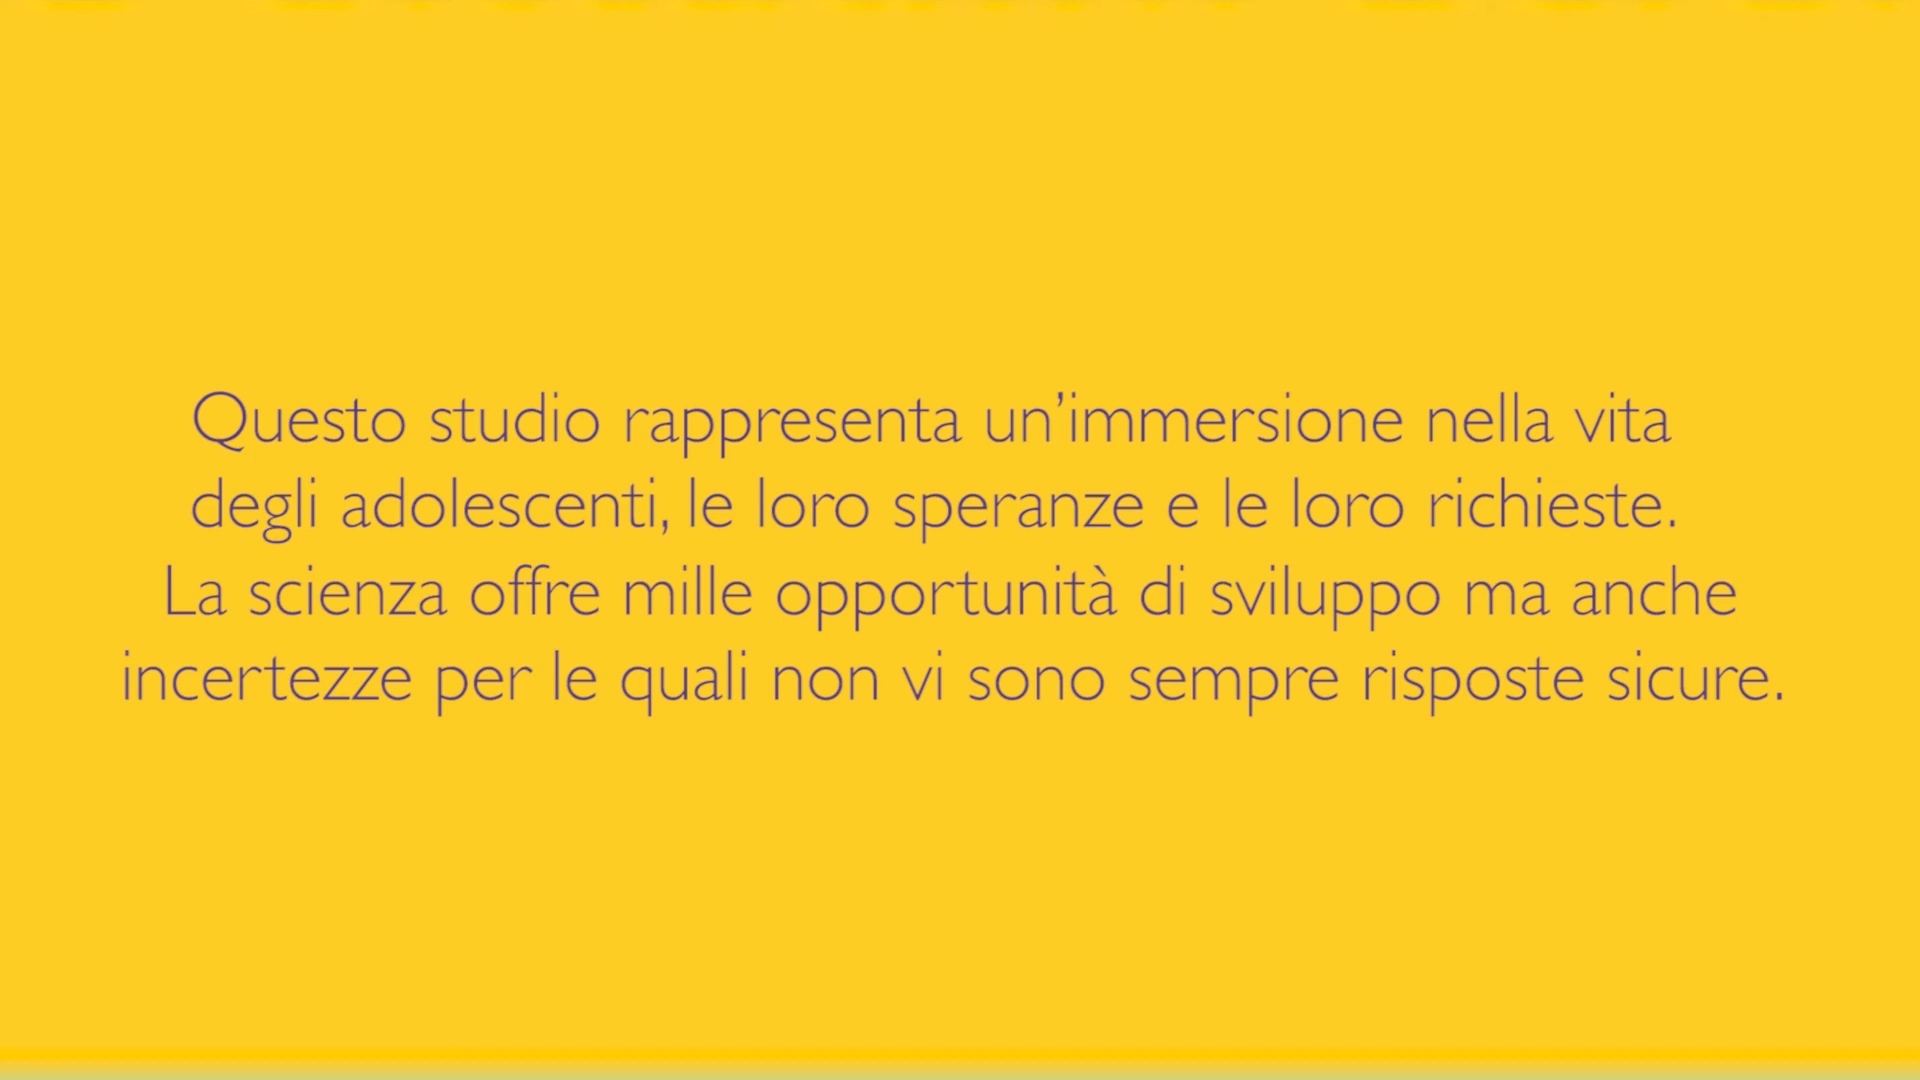 Questo studio rappresenta un’immersione nella vita
degli adolescenti, le loro speranze e le loro richieste.
La scienza offre mille opportunità di sviluppo ma anche
incertezze per le quali non vi sono sempre risposte sicure.